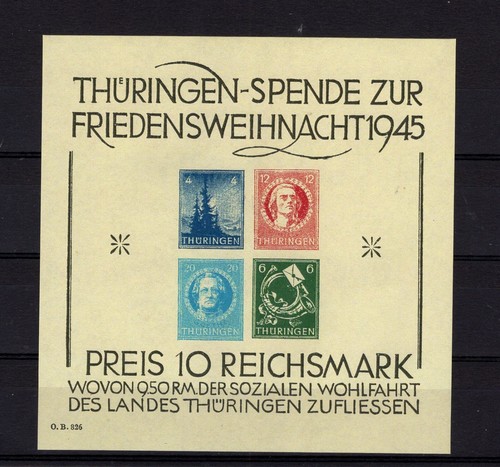 THÜRINGEN-SPENDE ZUR
FRIEDENSWEIHNACHT 1945
4 4
THÜRINGEN
12 12
THÜRINGEN
20 20
THÜRINGEN
6 6
THÜRINGEN
PREIS 10 REICHSMARK
WOVON 9,50 RM. DER SOZIALEN WOHLFAHRT
DES LANDES THÜRINGEN ZUFLIESSEN
O. B. 826